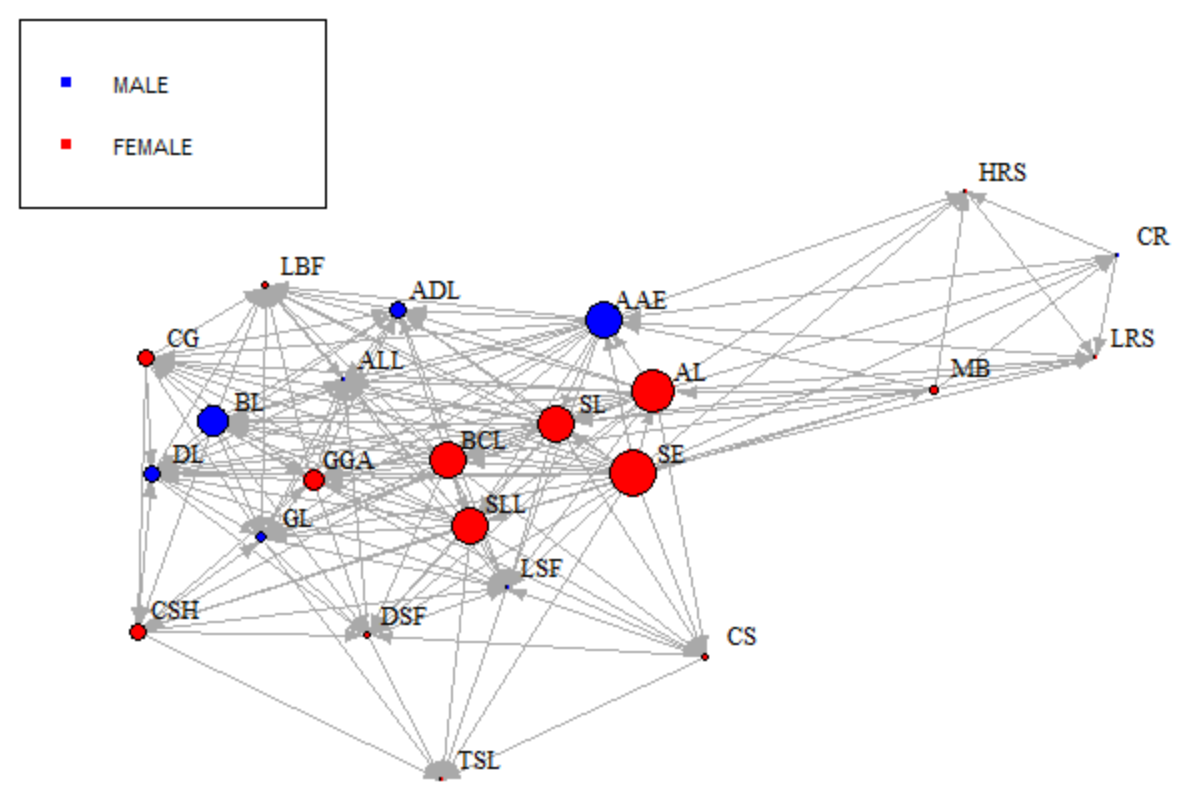 MALE
FEMALE
HRS
CR
LBF
ADL
AAE
LRS
CG
ALL
MB
AL
BL
SL
BCL
SE
DL
GGA
SLL
GL
LSF
CSH
DSF
CS
TSL